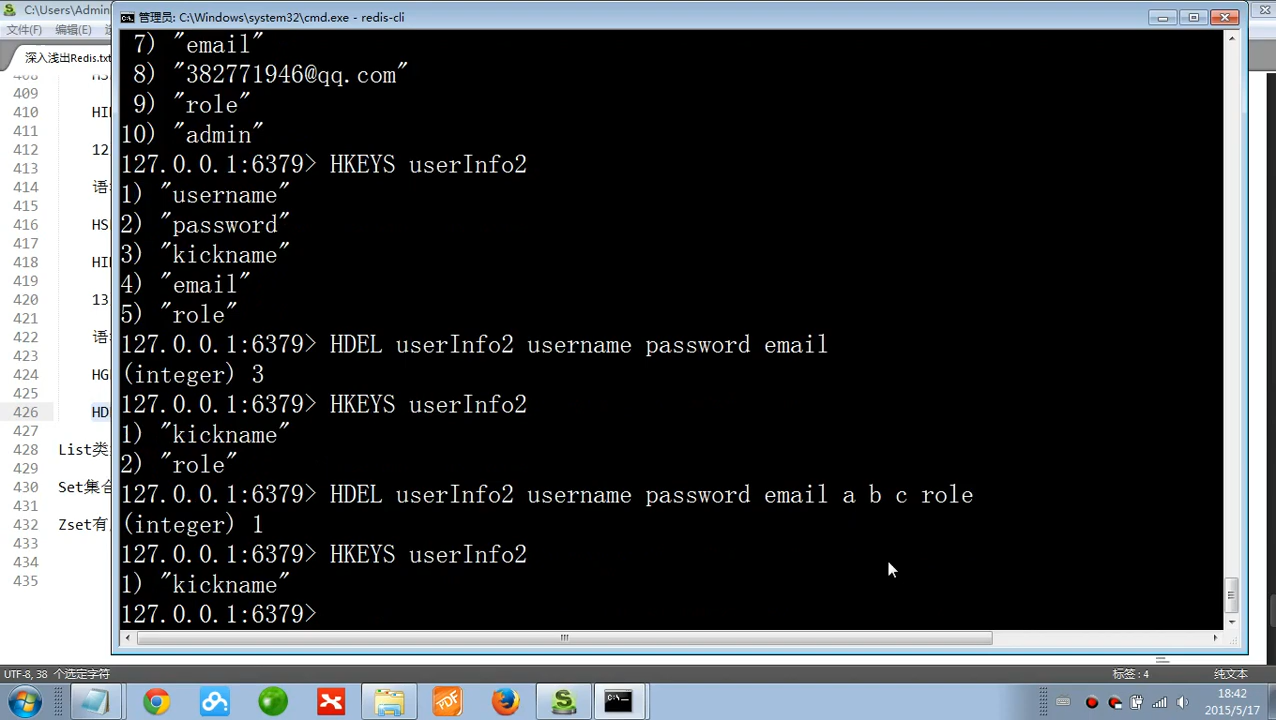 C:\Users\Admin
管理员: C:\Windows\system32\cmd.exe - redis-cli
文件(F) 编辑(E)
深入浅出Redis.txt
7) "email"
8) "382771946@qq.com"
9) "role"
10) "admin"
127.0.0.1:6379> HKEYS userInfo2
1) "username"
2) "password"
3) "kickname"
4) "email"
5) "role"
127.0.0.1:6379> HDEL userInfo2 username password email
(integer) 3
127.0.0.1:6379> HKEYS userInfo2
1) "kickname"
2) "role"
127.0.0.1:6379> HDEL userInfo2 username password email a b c role
(integer) 1
127.0.0.1:6379> HKEYS userInfo2
1) "kickname"
127.0.0.1:6379>
409
410 HI
411
412 12
413
414 语
415
416 HS
417
418 HI
419
420 13
421
422 语
423
424 HG
425
426 HD
427
428 List类
429
430 Set集合
431
432 Zset有
433
434
435
UTF-8, 38 个选定字符
标签: 4
纯文本
18:42
2015/5/17